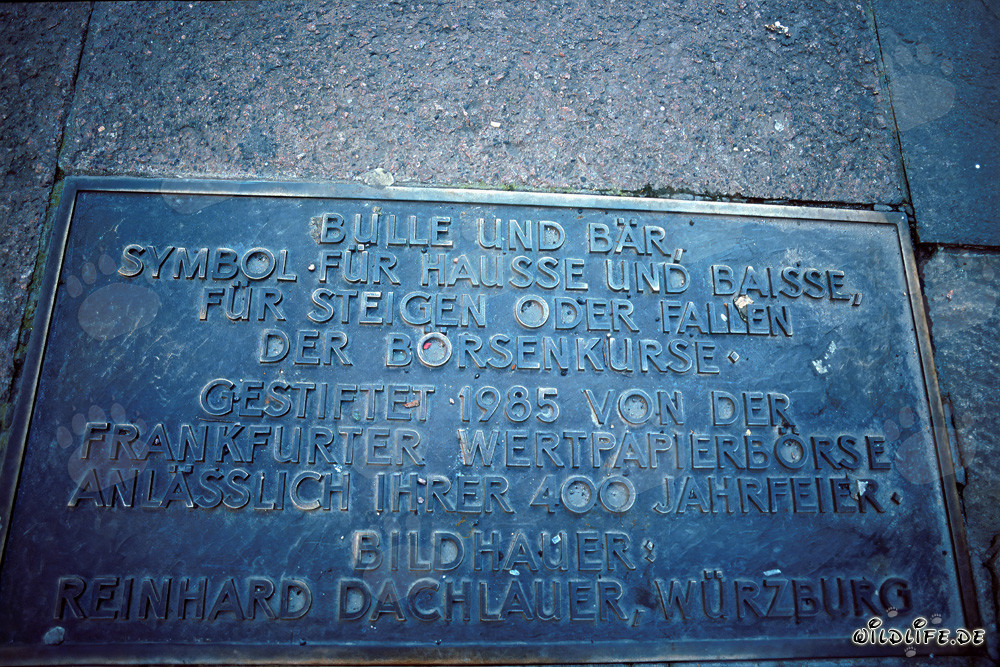 BULLE UND BÄR,
SYMBOL FÜR HAUSSE UND BAISSE,
FÜR STEIGEN ODER FALLEN
DER BÖRSENKURSE.
GESTIFTET 1985 VON DER
FRANKFURTER WERTPAPIERBÖRSE
ANLÄSSLICH IHRER 400 JAHRFEIER.
BILDHAUER:
REINHARD DACHLAUER, WÜRZBURG
WILDLIFE.DE